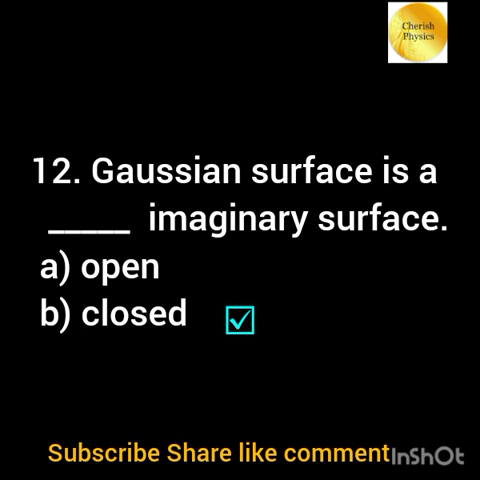 Cherish
Physics
12. Gaussian surface is a
_____ imaginary surface.
a) open
b) closed ☑
Subscribe Share like comment
InShOt